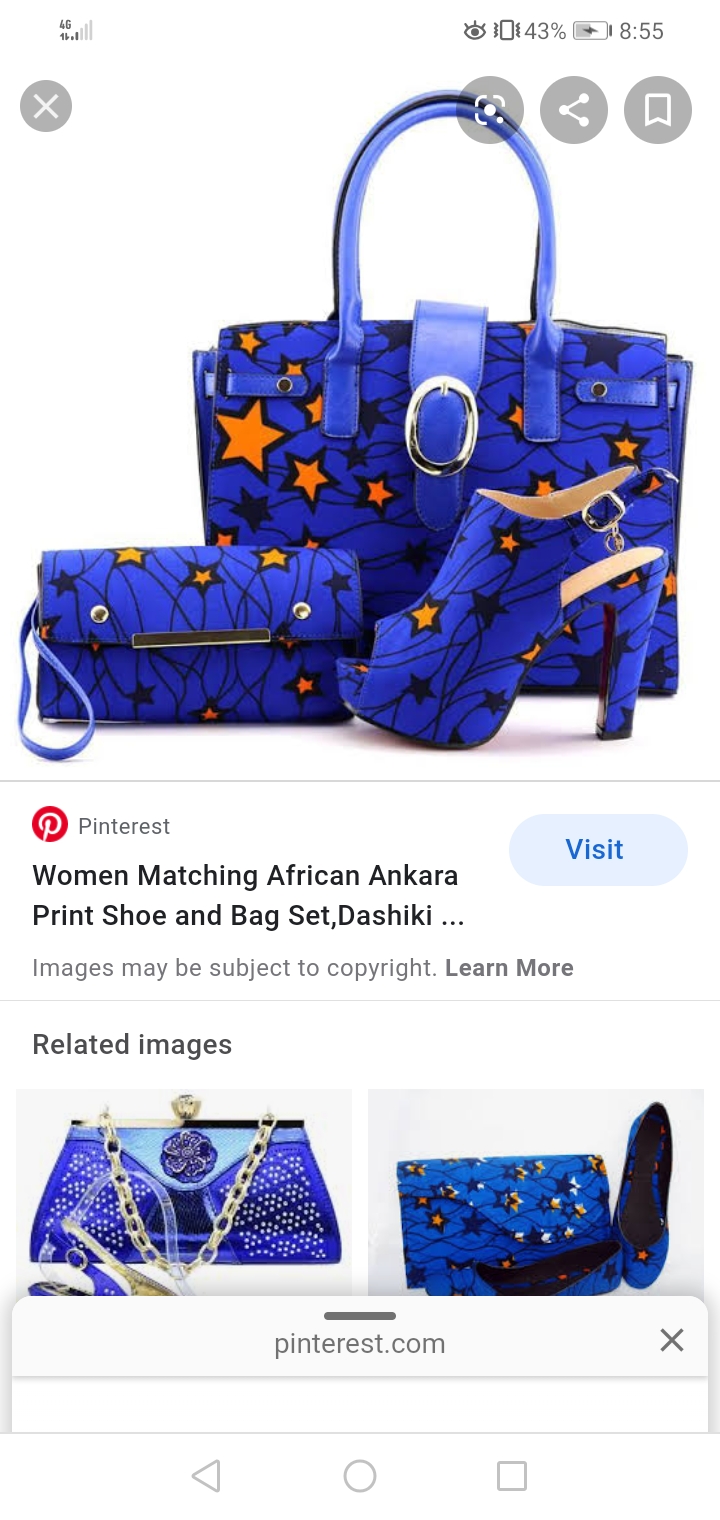 4G
43%
8:55
Pinterest
Visit
Women Matching African Ankara
Print Shoe and Bag Set,Dashiki ...
Images may be subject to copyright. Learn More
Related images
pinterest.com